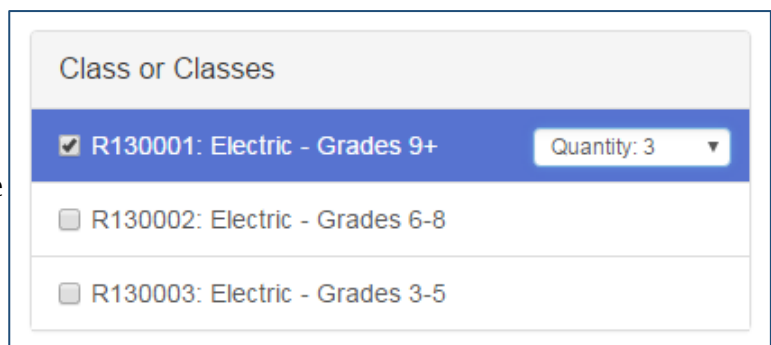 Class or Classes
R130001: Electric - Grades 9+ Quantity: 3
e
R130002: Electric - Grades 6-8
R130003: Electric - Grades 3-5